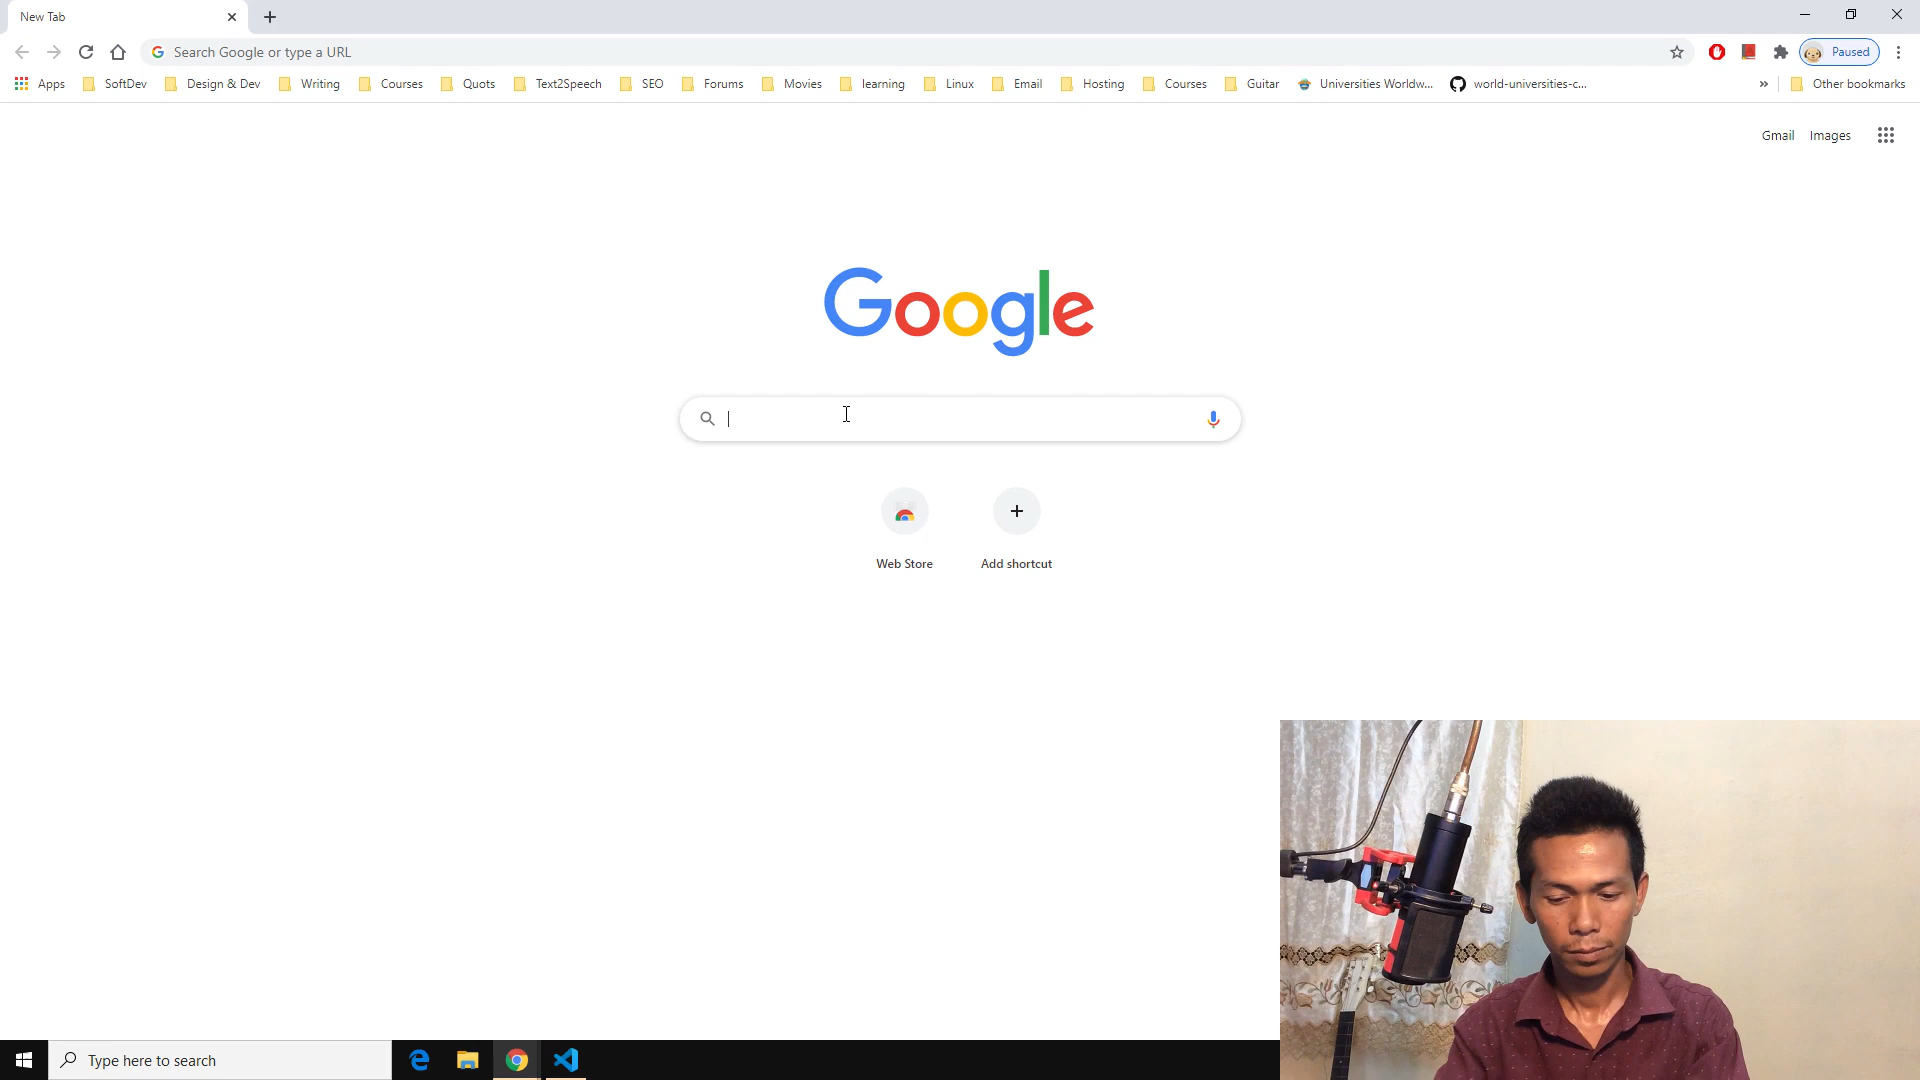 New Tab
Search Google or type a URL
Paused
Apps SoftDev Design & Dev Writing Courses Quots Text2Speech SEO Forums Movies learning Linux Email Hosting Courses Guitar Universities Worldw... world-universities-c... » Other bookmarks
Gmail Images
Google
Web Store Add shortcut
Type here to search